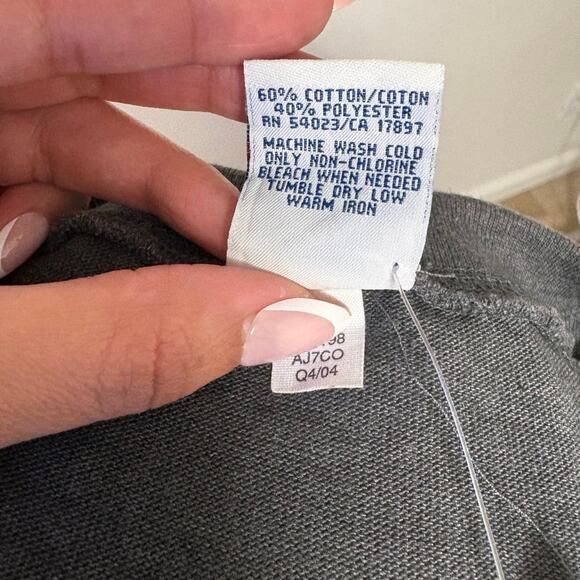 60% COTTON/COTON
40% POLYESTER
RN 54023/CA 17897
MACHINE WASH COLD
ONLY NON-CHLORINE
BLEACH WHEN NEEDED
TUMBLE DRY LOW
WARM IRON
98
AJ7CO
Q4/04